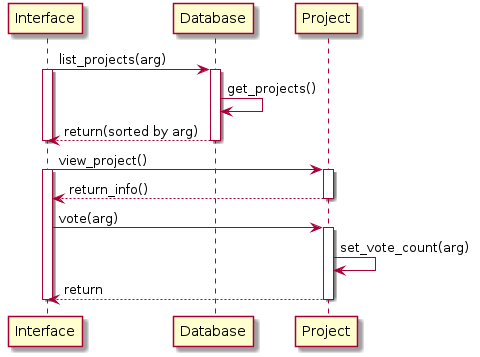 Interface
Database
Project
list_projects(arg)
get_projects()
return(sorted by arg)
view_project()
return_info()
vote(arg)
set_vote_count(arg)
return
Interface
Database
Project